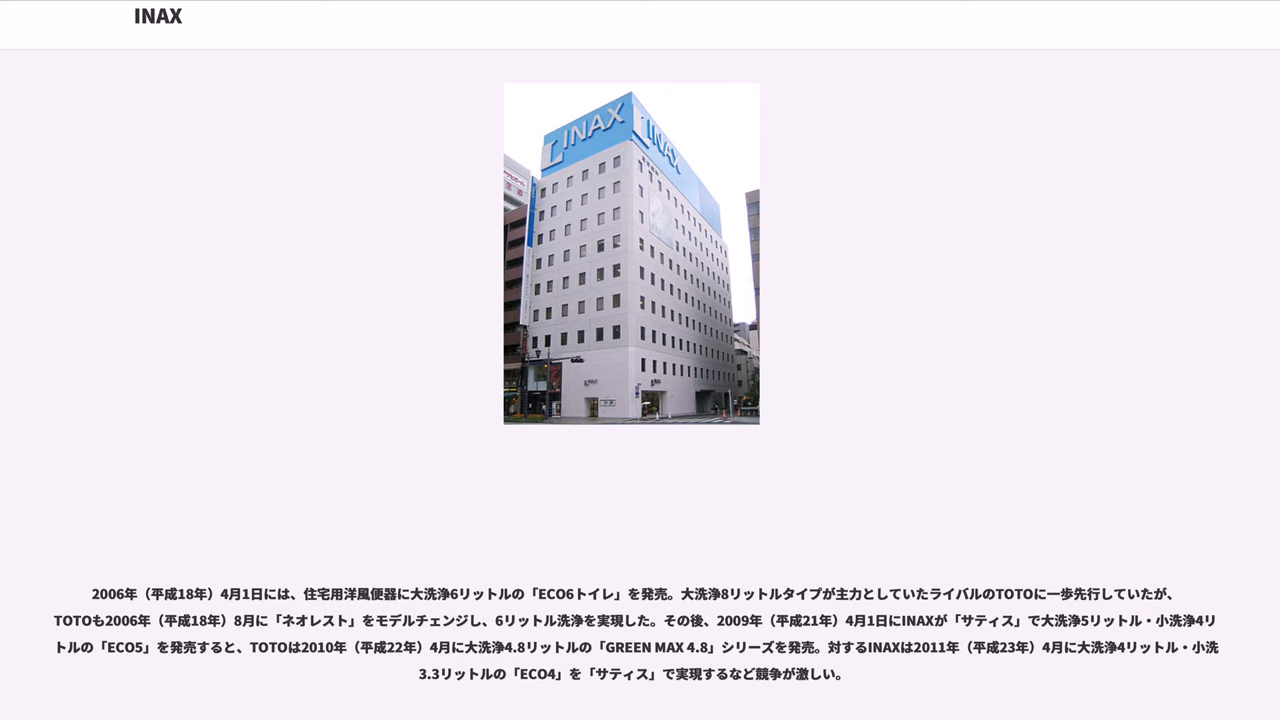 INAX
INAX
INAX
2006年（平成18年）4月1日には、住宅用洋風便器に大洗浄6リットルの「ECO6トイレ」を発売。大洗浄8リットルタイプが主力としていたライバルのTOTOに一歩先行していたが、
TOTOも2006年（平成18年）8月に「ネオレスト」をモデルチェンジし、6リットル洗浄を実現した。その後、2009年（平成21年）4月1日にINAXが「サティス」で大洗浄5リットル・小洗浄4リ
トルの「ECO5」を発売すると、TOTOは2010年（平成22年）4月に大洗浄4.8リットルの「GREEN MAX 4.8」シリーズを発売。対するINAXは2011年（平成23年）4月に大洗浄4リットル・小洗
3.3リットルの「ECO4」を「サティス」で実現するなど競争が激しい。